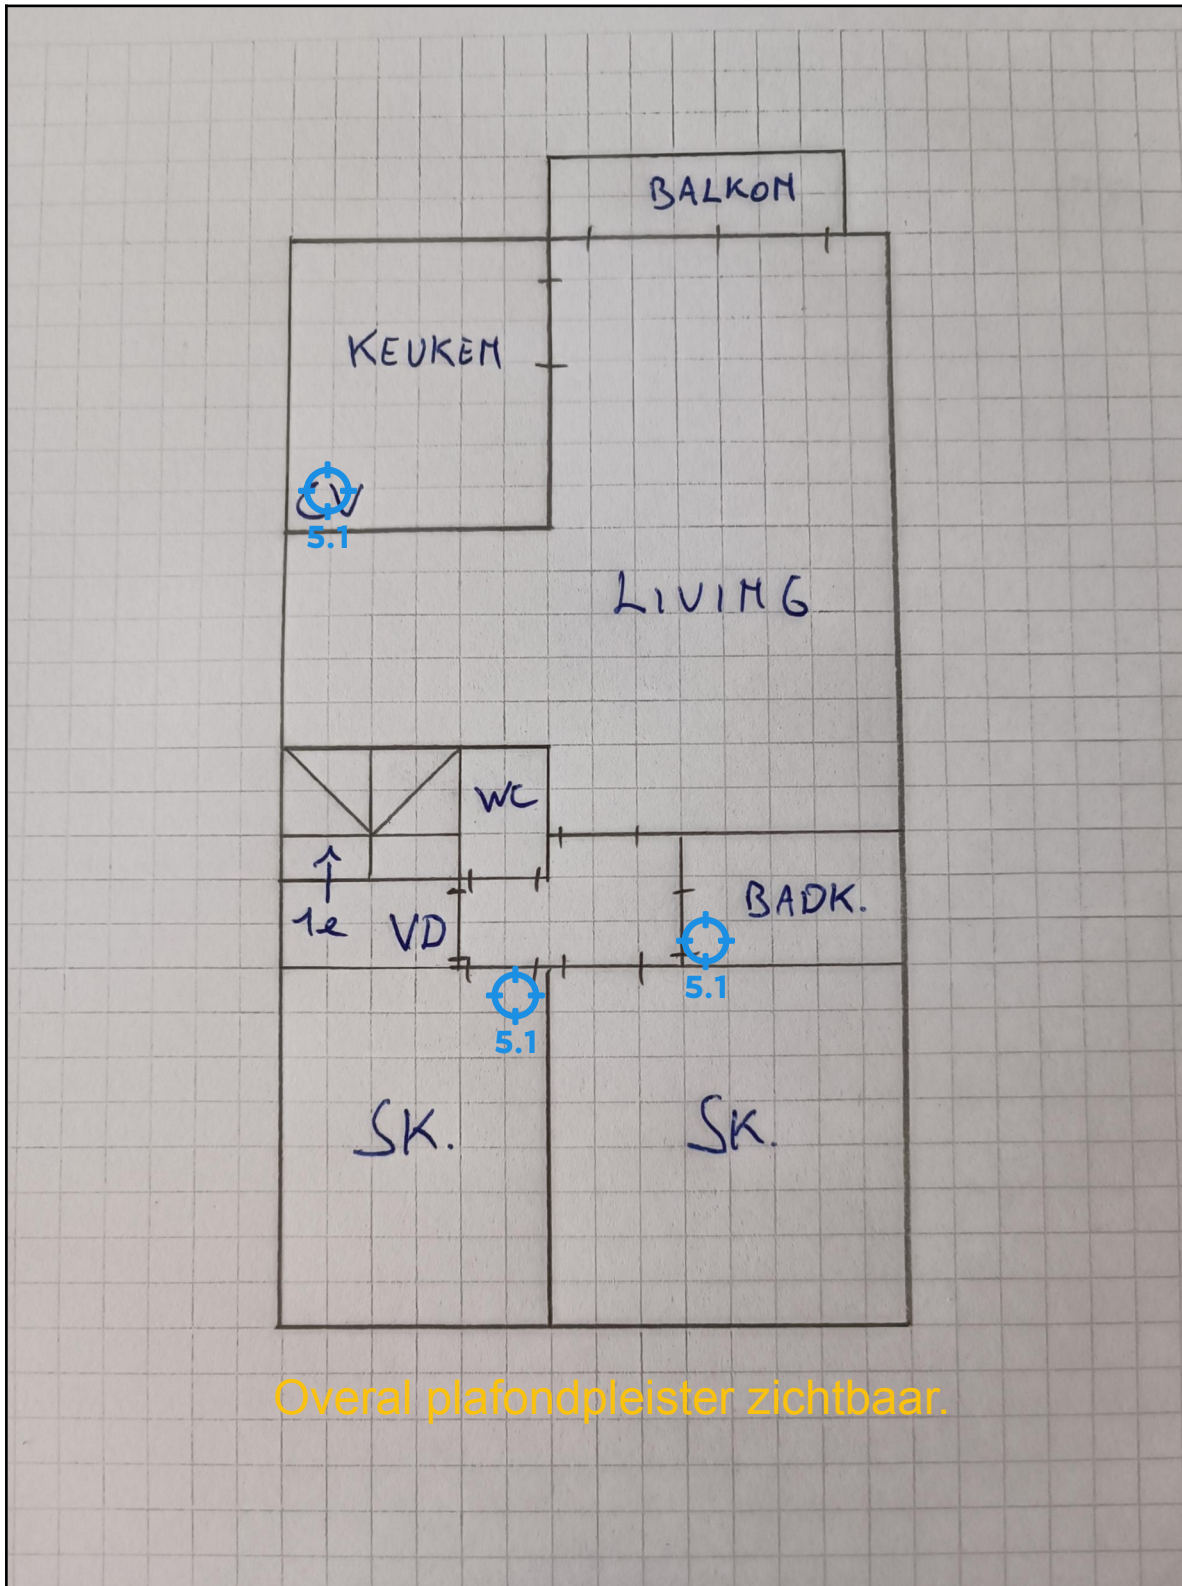 BALKON
KEUKEN
CV
5.1
LIVING
WC
1e
VD
BADK.
5.1
5.1
SK.
SK.
Overal plafondpleister zichtbaar.